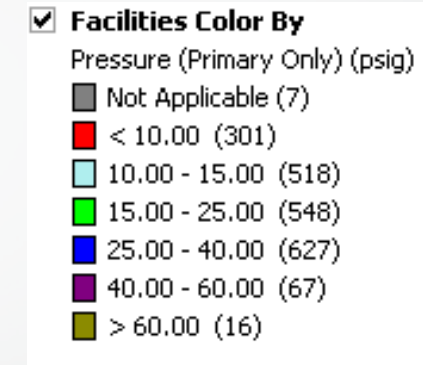 Facilities Color By
Pressure (Primary Only) (psig)
Not Applicable (7)
< 10.00 (301)
10.00 - 15.00 (518)
15.00 - 25.00 (548)
25.00 - 40.00 (627)
40.00 - 60.00 (67)
> 60.00 (16)